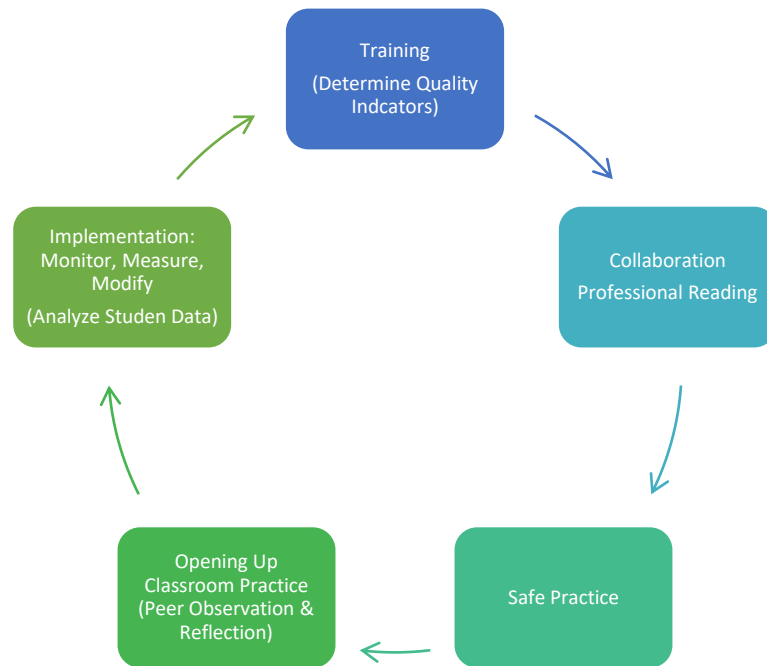 Training
(Determine Quality
Indcators)
Collaboration
Professional Reading
Safe Practice
Opening Up
Classroom Practice
(Peer Observation &
Reflection)
Implementation:
Monitor, Measure,
Modify
(Analyze Studen Data)